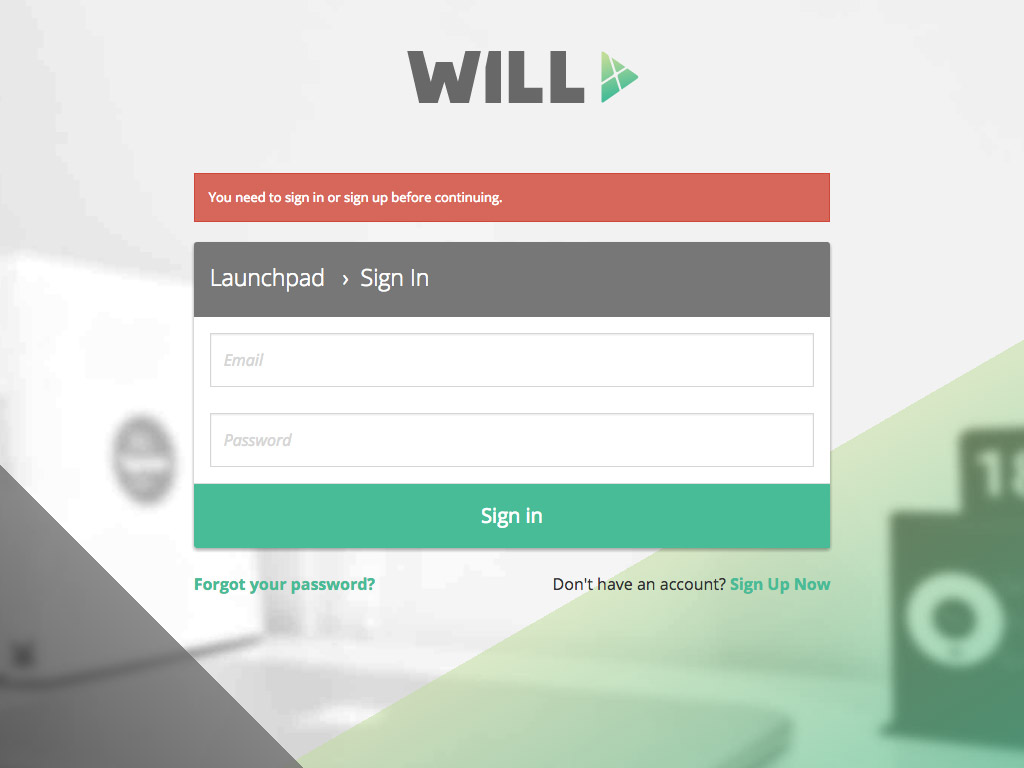 WILL
You need to sign in or sign up before continuing.
Launchpad › Sign In
Email
Password
Sign in
Forgot your password? Don't have an account? Sign Up Now
18